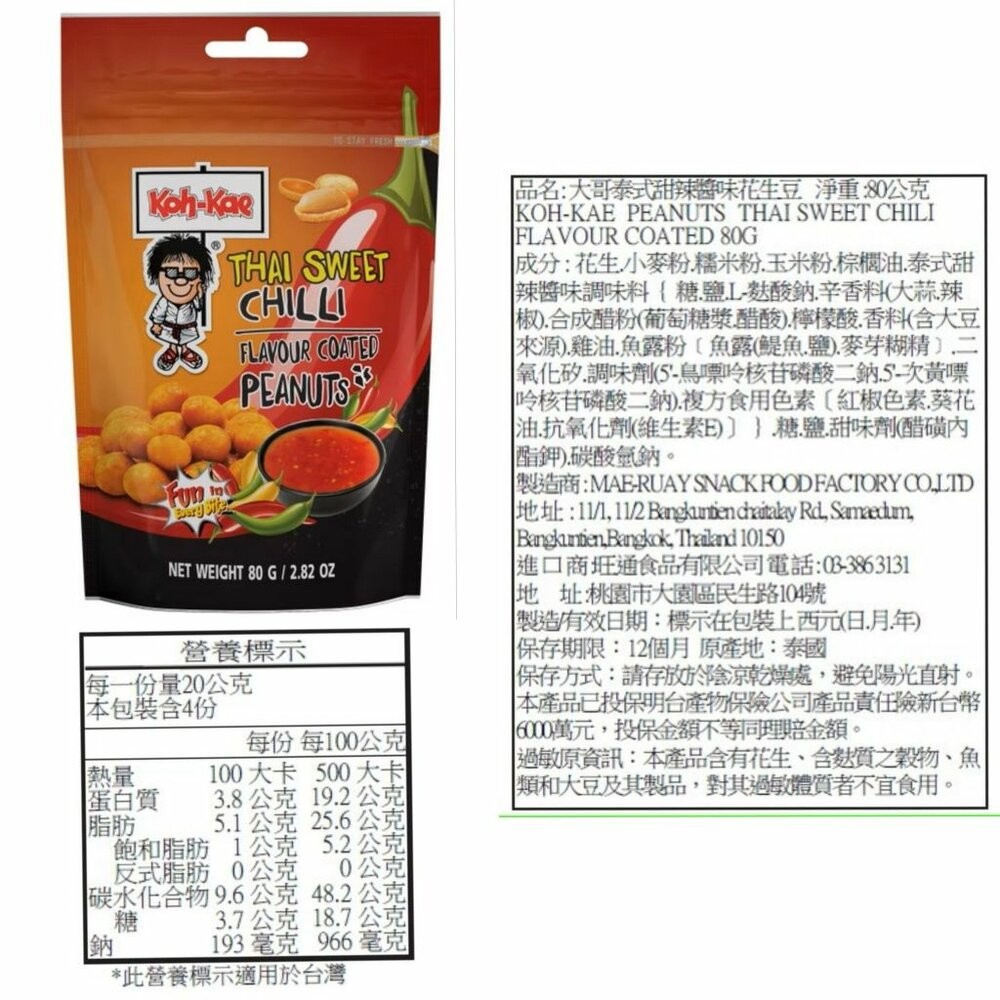 TO STAY FRESH
Koh-Kae
®
THAI SWEET
CHILLI
FLAVOUR COATED
PEANUTS
Fun in
Every Bite
NET WEIGHT 80 G / 2.82 OZ
營養標示
每一份量20公克
本包裝含4份
每份 每100公克
熱量 100 大卡 500 大卡
蛋白質 3.8 公克 19.2 公克
脂肪 5.1 公克 25.6 公克
飽和脂肪 1 公克 5.2 公克
反式脂肪 0 公克 0 公克
碳水化合物 9.6 公克 48.2 公克
糖 3.7 公克 18.7 公克
鈉 193 毫克 966 毫克
*此營養標示適用於台灣
品名:大哥泰式甜辣醬味花生豆 淨重:80公克
KOH-KAE PEANUTS THAI SWEET CHILI
FLAVOUR COATED 80G
成分:花生.小麥粉.糯米粉.玉米粉.棕櫚油.泰式甜
辣醬味調味料｛糖.鹽.L-麩酸鈉.辛香料(大蒜.辣
椒).合成醋粉(葡萄糖漿.醋酸).檸檬酸.香料(含大豆
來源).雞油.魚露粉〔魚露(鯷魚.鹽).麥芽糊精〕.二
氧化矽.調味劑(5'-鳥嘌呤核苷磷酸二鈉.5'-次黃嘌
呤核苷磷酸二鈉).複方食用色素〔紅椒色素.葵花
油.抗氧化劑(維生素E)〕｝.糖.鹽.甜味劑(醋磺內
酯鉀).碳酸氫鈉。
製造商:MAE-RUAY SNACK FOOD FACTORY CO.,LTD
地址:11/1, 11/2 Bangkuntien chaitalay Rd., Samaedum,
Bangkuntien,Bangkok, Thailand 10150
進口商:旺通食品有限公司 電話:03-386 3131
地 址:桃園市大園區民生路104號
製造/有效日期：標示在包裝上 西元(日.月.年)
保存期限：12個月 原產地：泰國
保存方式：請存放於陰涼乾燥處，避免陽光直射。
本產品已投保明台產物保險公司產品責任險新台幣
6000萬元，投保金額不等同理賠金額。
過敏原資訊：本產品含有花生、含麩質之穀物、魚
類和大豆及其製品，對其過敏體質者不宜食用。